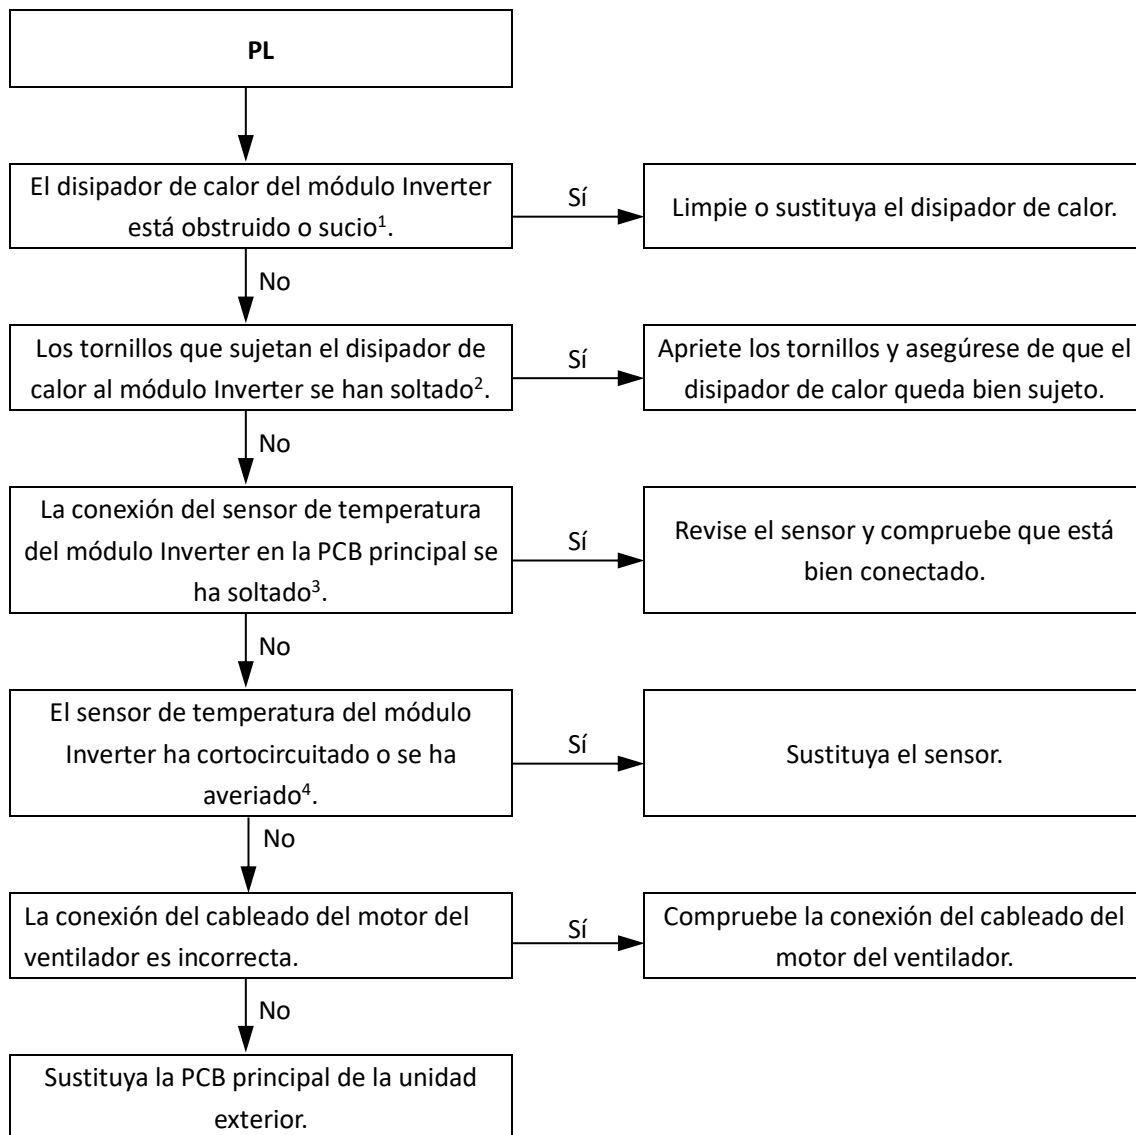 PL
El disipador de calor del módulo Inverter
está obstruido o sucio¹.
Sí
Limpie o sustituya el disipador de calor.
No
Los tornillos que sujetan el disipador de
calor al módulo Inverter se han soltado².
Sí
Apriete los tornillos y asegúrese de que el
disipador de calor queda bien sujeto.
No
La conexión del sensor de temperatura
del módulo Inverter en la PCB principal se
ha soltado³.
Sí
Revise el sensor y compruebe que está
bien conectado.
No
El sensor de temperatura del módulo
Inverter ha cortocircuitado o se ha
averiado⁴.
Sí
Sustituya el sensor.
No
La conexión del cableado del motor del
ventilador es incorrecta.
Sí
Compruebe la conexión del cableado del
motor del ventilador.
No
Sustituya la PCB principal de la unidad
exterior.